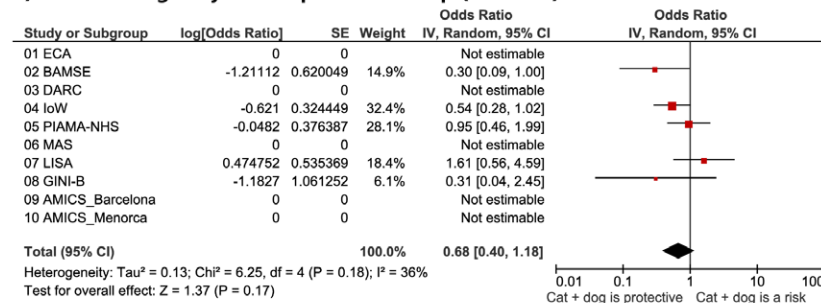 Odds Ratio Odds Ratio
Study or Subgroup log[Odds Ratio] SE Weight IV, Random, 95% CI IV, Random, 95% CI
01 ECA 0 0 Not estimable
02 BAMSE -1.21112 0.620049 14.9% 0.30 [0.09, 1.00]
03 DARC 0 0 Not estimable
04 IoW -0.621 0.324449 32.4% 0.54 [0.28, 1.02]
05 PIAMA-NHS -0.0482 0.376387 28.1% 0.95 [0.46, 1.99]
06 MAS 0 0 Not estimable
07 LISA 0.474752 0.535369 18.4% 1.61 [0.56, 4.59]
08 GINI-B -1.1827 1.061252 6.1% 0.31 [0.04, 2.45]
09 AMICS_Barcelona 0 0 Not estimable
10 AMICS_Menorca 0 0 Not estimable
Total (95% CI) 100.0% 0.68 [0.40, 1.18]
Heterogeneity: Tau² = 0.13; Chi² = 6.25, df = 4 (P = 0.18); I² = 36%
Test for overall effect: Z = 1.37 (P = 0.17)
0.01 0.1 1 10 100
Cat + dog is protective Cat + dog is a risk